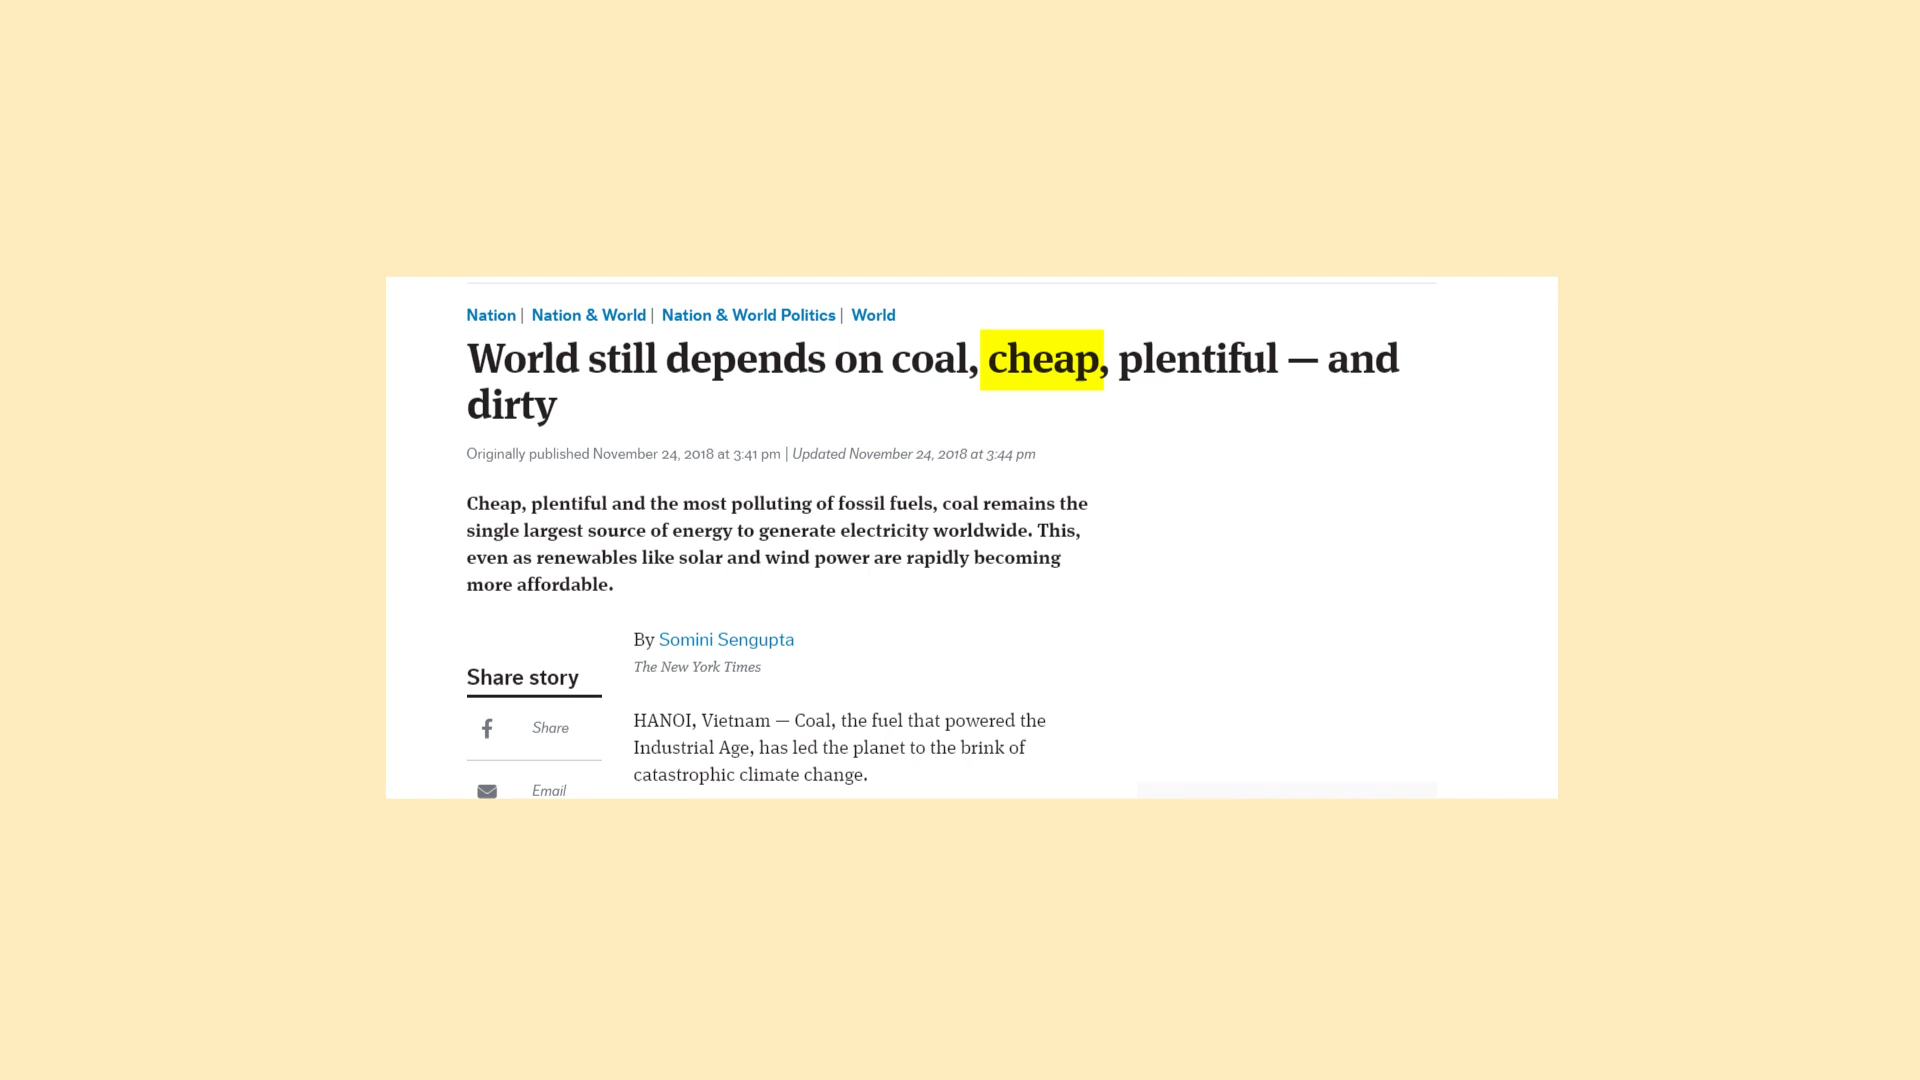 Nation | Nation & World | Nation & World Politics | World
World still depends on coal, cheap, plentiful — and
dirty
Originally published November 24, 2018 at 3:41 pm | Updated November 24, 2018 at 3:44 pm
Cheap, plentiful and the most polluting of fossil fuels, coal remains the
single largest source of energy to generate electricity worldwide. This,
even as renewables like solar and wind power are rapidly becoming
more affordable.
By Somini Sengupta
The New York Times
Share story
Share
Email
HANOI, Vietnam — Coal, the fuel that powered the
Industrial Age, has led the planet to the brink of
catastrophic climate change.